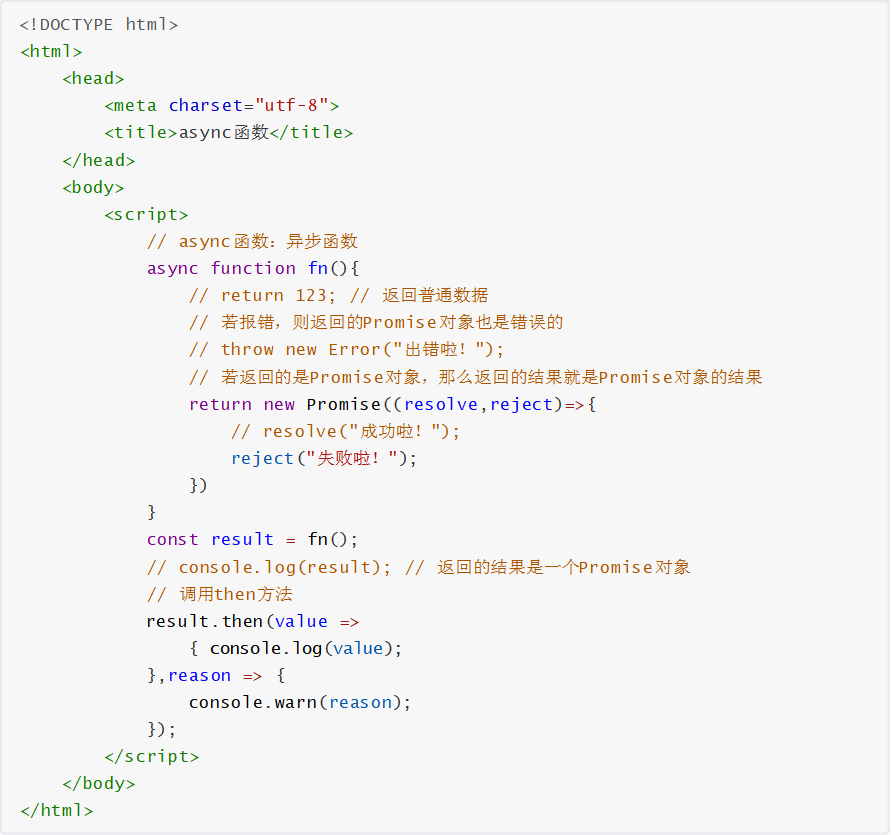 <!DOCTYPE html>
<html>
    <head>
        <meta charset="utf-8">
        <title>async函数</title>
    </head>
    <body>
        <script>
            // async函数：异步函数
            async function fn(){
                // return 123; // 返回普通数据
                // 若报错，则返回的Promise对象也是错误的
                // throw new Error("出错啦！");
                // 若返回的是Promise对象，那么返回的结果就是Promise对象的结果
                return new Promise((resolve,reject)=>{
                    // resolve("成功啦！");
                    reject("失败啦！");
                })
            }
            const result = fn();
            // console.log(result); // 返回的结果是一个Promise对象
            // 调用then方法
            result.then(value =>
                { console.log(value);
            },reason => {
                console.warn(reason);
            });
        </script>
    </body>
</html>